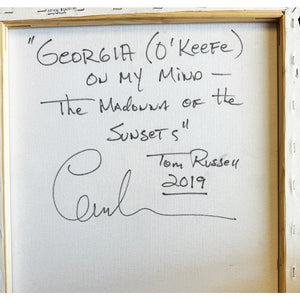 "GEORGIA (O'KEEFE)
ON MY MIND —
THE MADONNA OF THE
SUNSETS"
TOM RUSSELL
2019